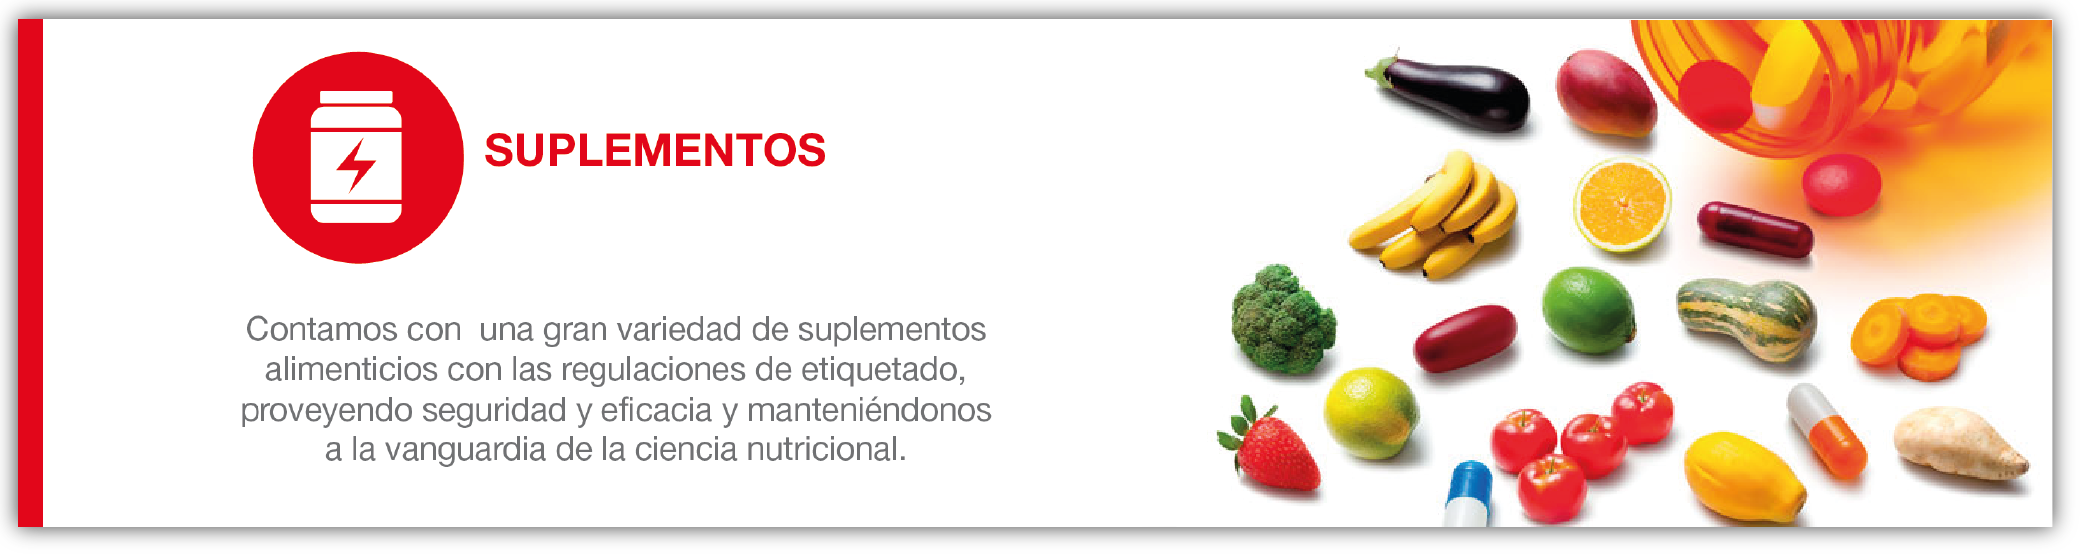 SUPLEMENTOS
Contamos con  una gran variedad de suplementos
alimenticios con las regulaciones de etiquetado,
proveyendo seguridad y eficacia y manteniéndonos
a la vanguardia de la ciencia nutricional.